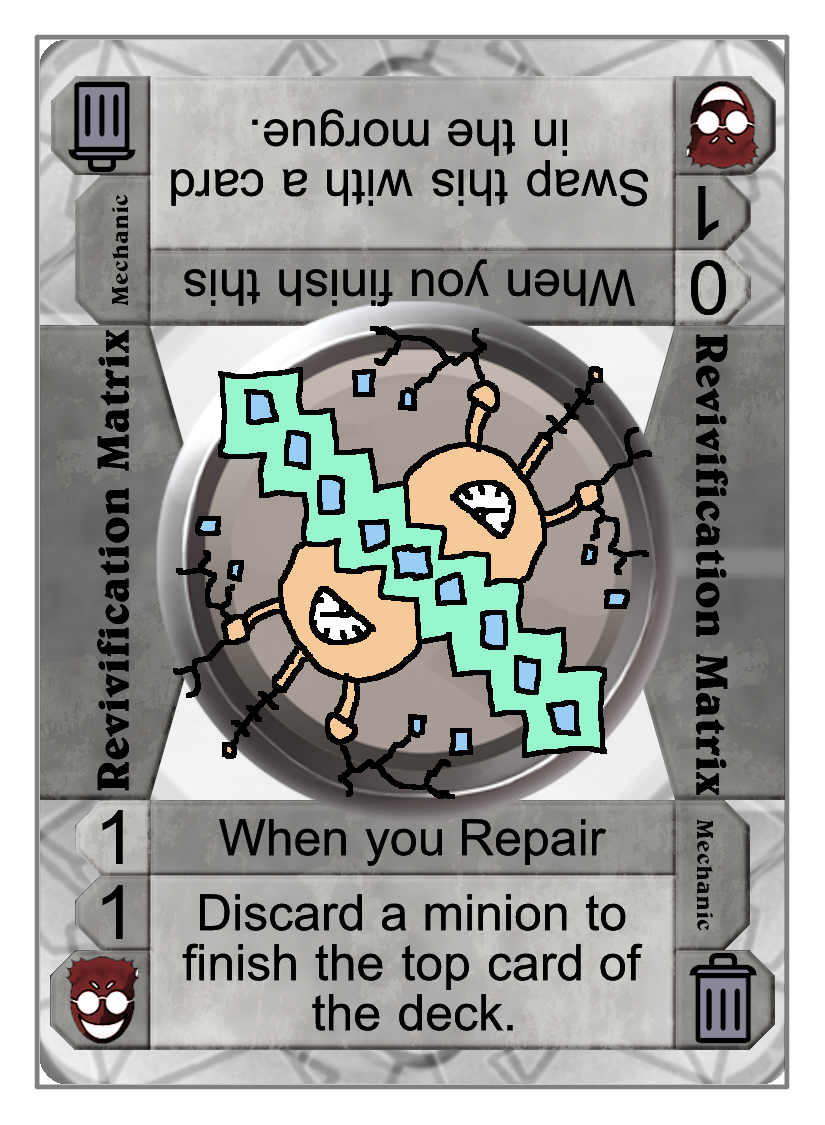 Swap this with a card
in the morgue.
Mechanic
1
When you finish this
0
Revivification Matrix
Revivification Matrix
1
When you Repair
Mechanic
1
Discard a minion to
finish the top card of
the deck.